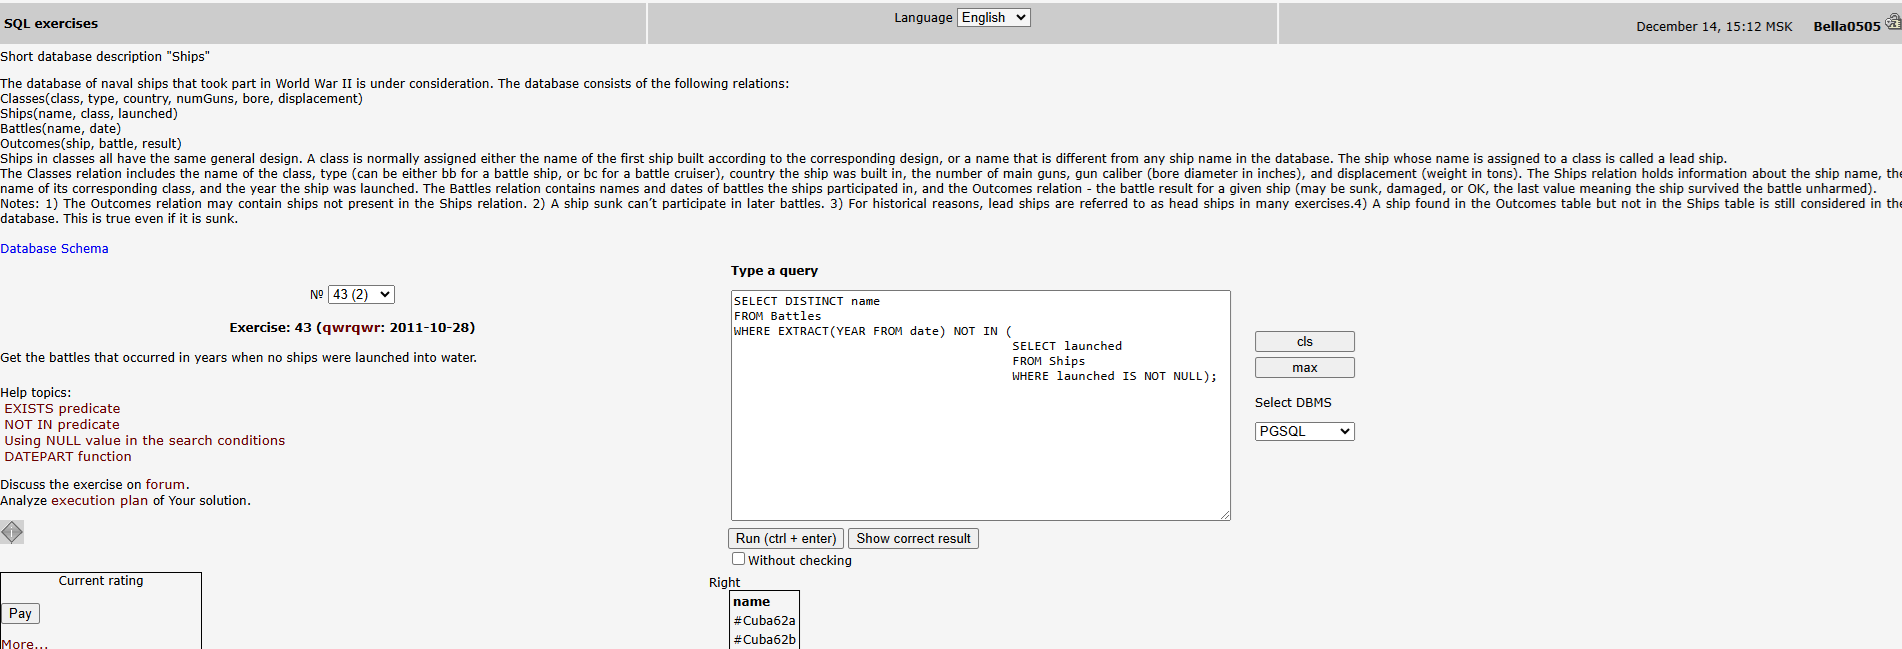 SQL exercises
Language English
December 14, 15:12 MSK Bella0505
Short database description "Ships"
The database of naval ships that took part in World War II is under consideration. The database consists of the following relations:
Classes(class, type, country, numGuns, bore, displacement)
Ships(name, class, launched)
Battles(name, date)
Outcomes(ship, battle, result)
Ships in classes all have the same general design. A class is normally assigned either the name of the first ship built according to the corresponding design, or a name that is different from any ship name in the database. The ship whose name is assigned to a class is called a lead ship.
The Classes relation includes the name of the class, type (can be either bb for a battle ship, or bc for a battle cruiser), country the ship was built in, the number of main guns, gun caliber (bore diameter in inches), and displacement (weight in tons). The Ships relation holds information about the ship name, the
name of its corresponding class, and the year the ship was launched. The Battles relation contains names and dates of battles the ships participated in, and the Outcomes relation - the battle result for a given ship (may be sunk, damaged, or OK, the last value meaning the ship survived the battle unharmed).
Notes: 1) The Outcomes relation may contain ships not present in the Ships relation. 2) A ship sunk can't participate in later battles. 3) For historical reasons, lead ships are referred to as head ships in many exercises.4) A ship found in the Outcomes table but not in the Ships table is still considered in the
database. This is true even if it is sunk.
Database Schema
№ 43 (2)
Exercise: 43 (qwrqwr: 2011-10-28)
Get the battles that occurred in years when no ships were launched into water.
Help topics:
EXISTS predicate
NOT IN predicate
Using NULL value in the search conditions
DATEPART function
Discuss the exercise on forum.
Analyze execution plan of Your solution.
Current rating
Pay
More...
Type a query
SELECT DISTINCT name
FROM Battles
WHERE EXTRACT(YEAR FROM date) NOT IN (
SELECT launched
FROM Ships
WHERE launched IS NOT NULL);
cls
max
Select DBMS
PGSQL
Run (ctrl + enter) Show correct result
Without checking
Right
name
#Cuba62a
#Cuba62b